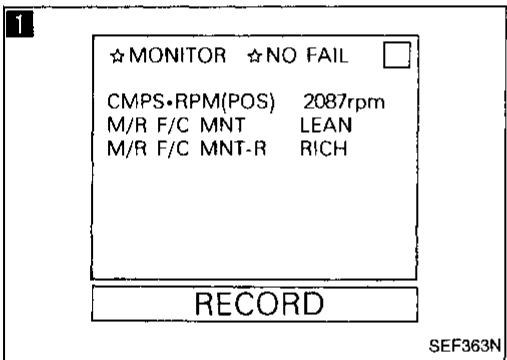 1
☆MONITOR ☆NO FAIL
CMPS•RPM(POS) 2087rpm
M/R F/C MNT LEAN
M/R F/C MNT-R RICH
RECORD
SEF363N